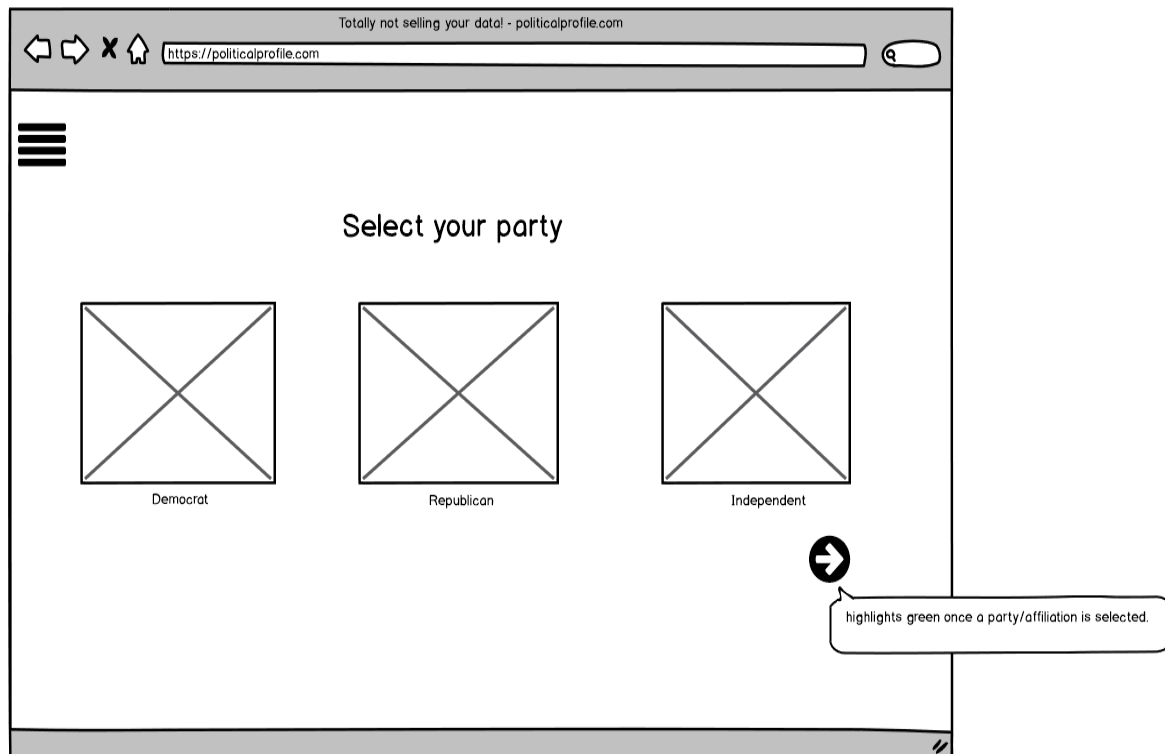 Totally not selling your data! - politicalprofile.com
https://politicalprofile.com
Select your party
Democrat
Republican
Independent
highlights green once a party/affiliation is selected.